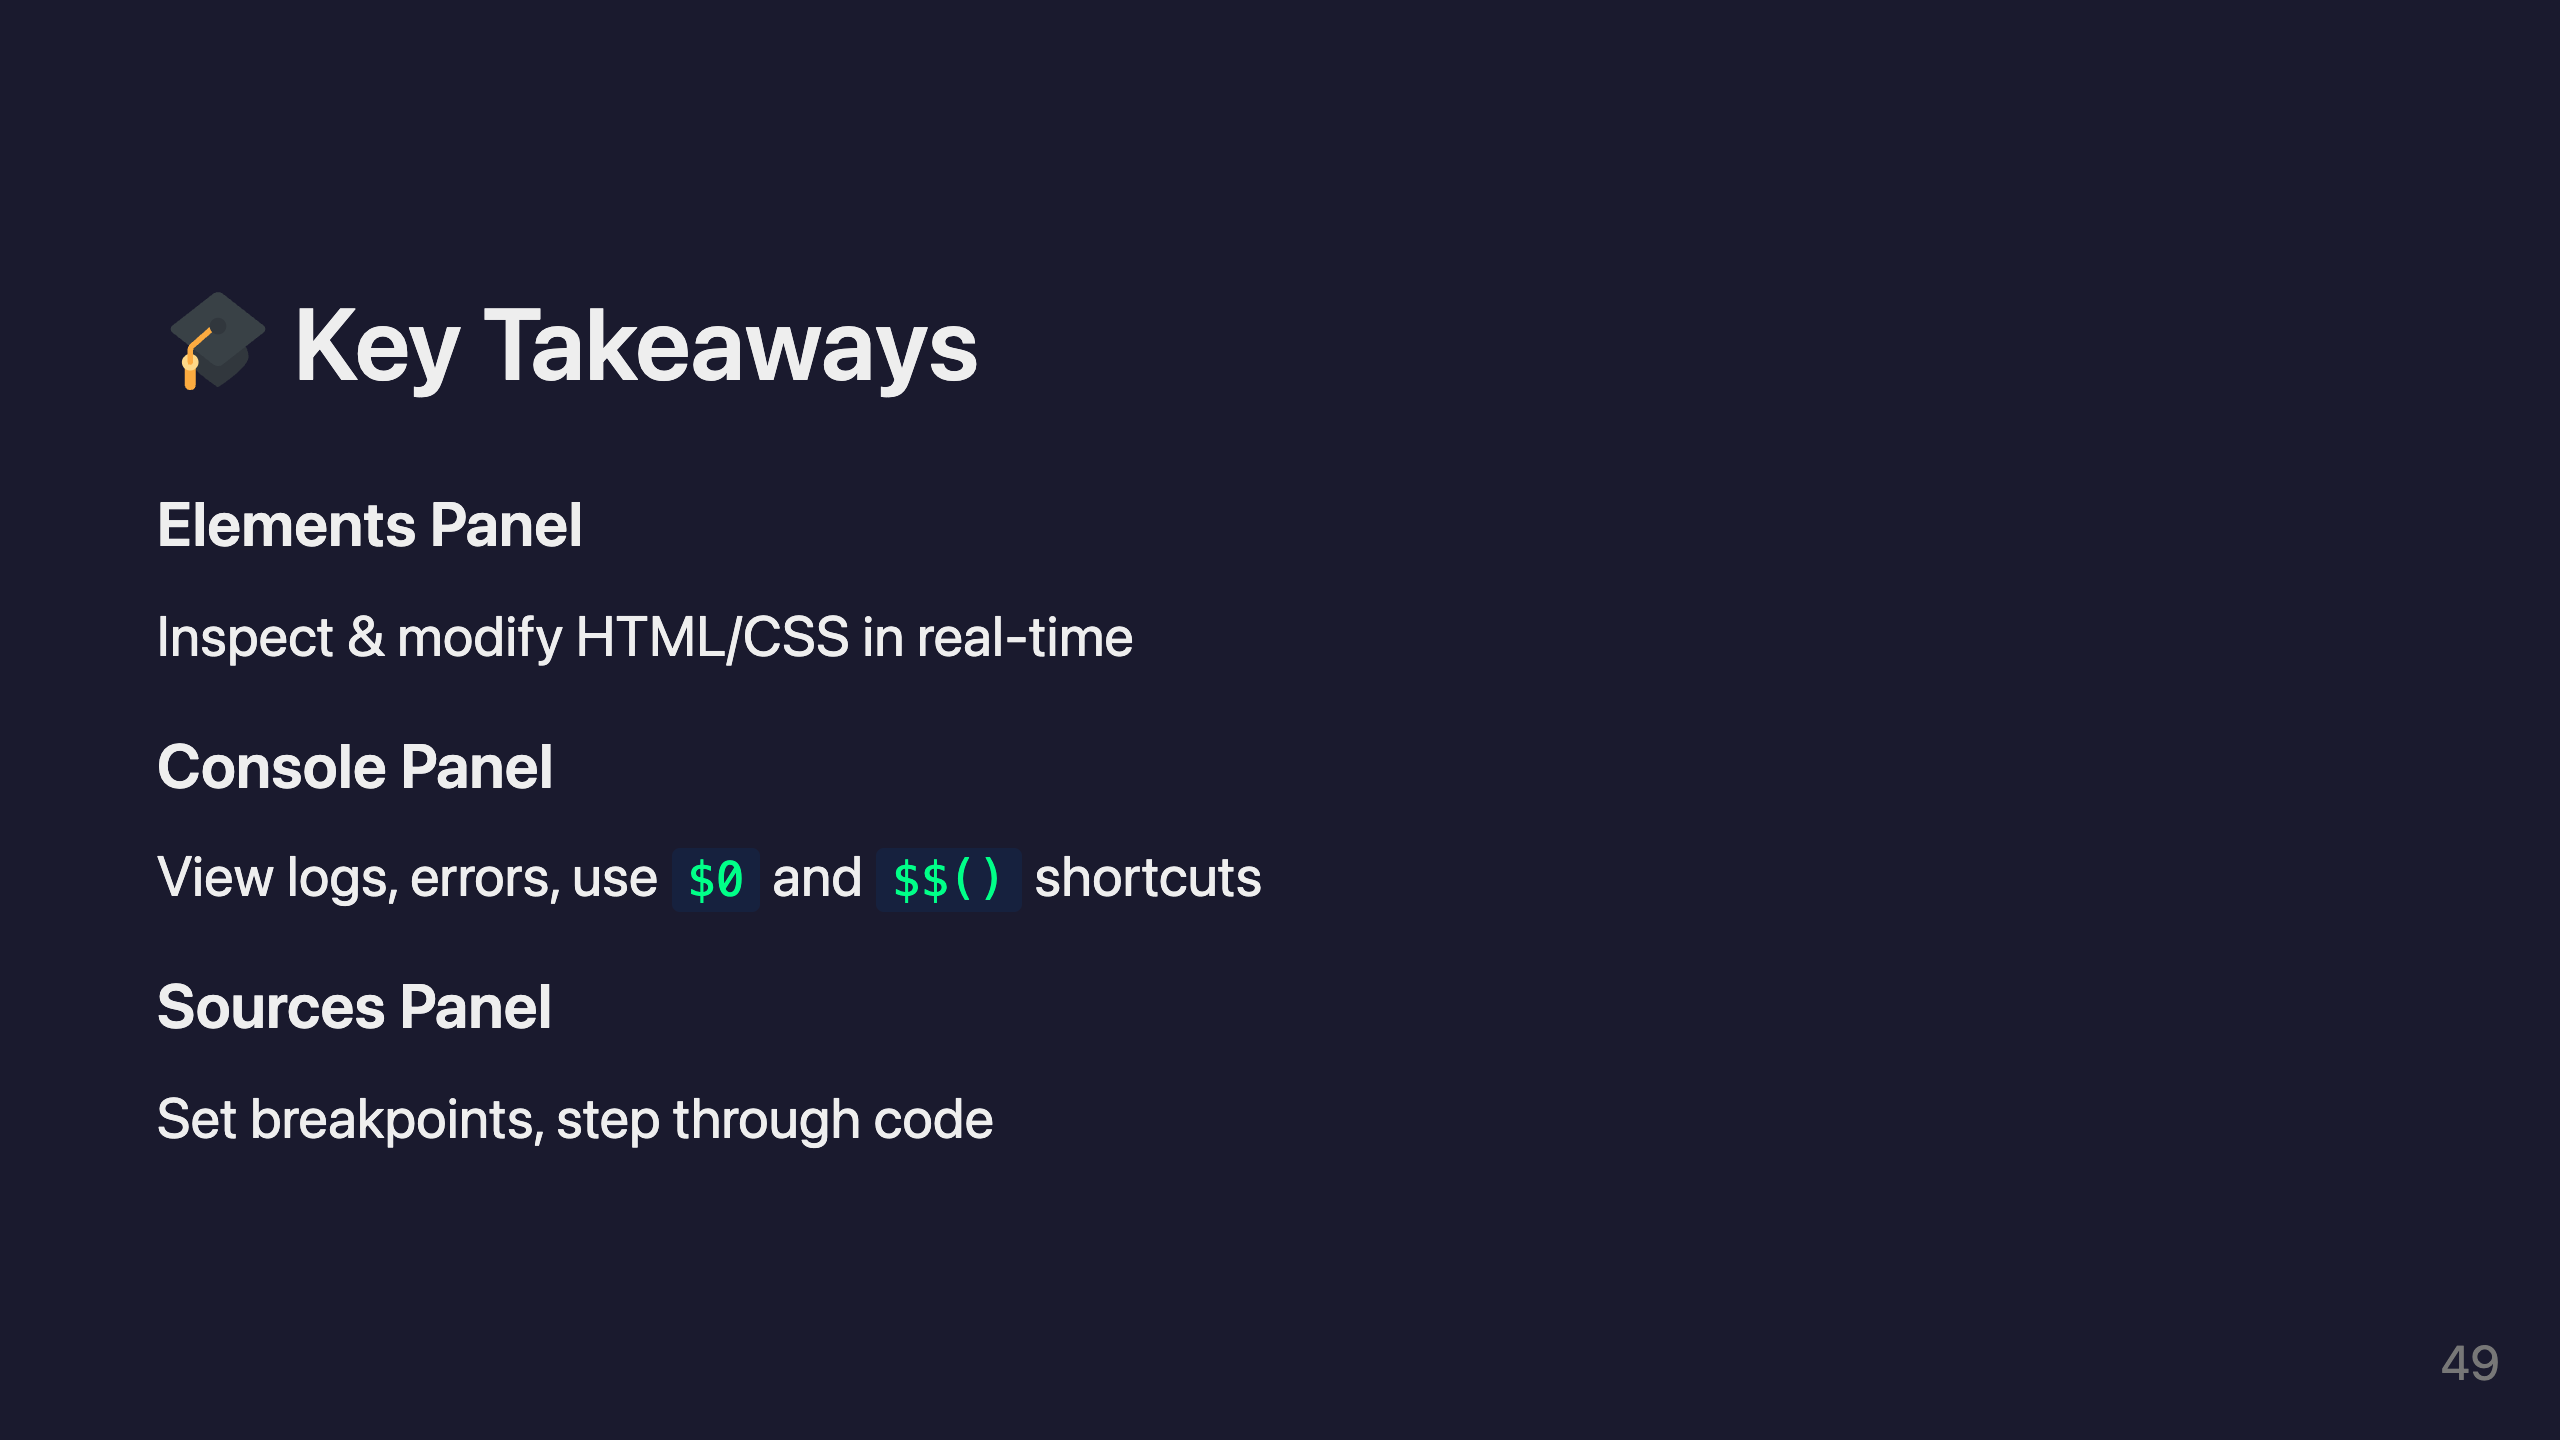 Key Takeaways
Elements Panel
Inspect & modify HTML/CSS in real-time
Console Panel
View logs, errors, use $0 and $$() shortcuts
Sources Panel
Set breakpoints, step through code
49